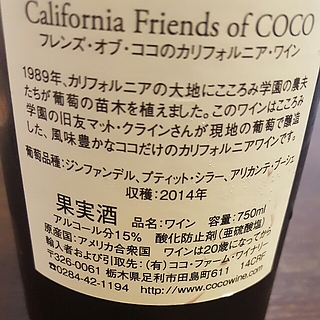 California Friends of COCO
フレンズ・オブ・ココのカリフォルニア・ワイン
1989年、カリフォルニアの大地にこころみ学園の農夫
たちが葡萄の苗木を植えました。このワインはこころみ
学園の旧友マット・クラインさんが現地の葡萄で醸造
した、風味豊かなココだけのカリフォルニアワインです。
葡萄品種：ジンファンデル、プティット・シラー、アリカンテ・ブーシェ
収穫：2014年
果実酒 品名：ワイン 容量：750ml
アルコール分15% 酸化防止剤（亜硫酸塩）
原産国：アメリカ合衆国 ワインは20歳になってから
輸入者および引取先：（有）ココ・ファーム・ワイナリー
〒326-0061 栃木県足利市田島町611 14CRF
☎0284-42-1194 http://www.cocowine.com/